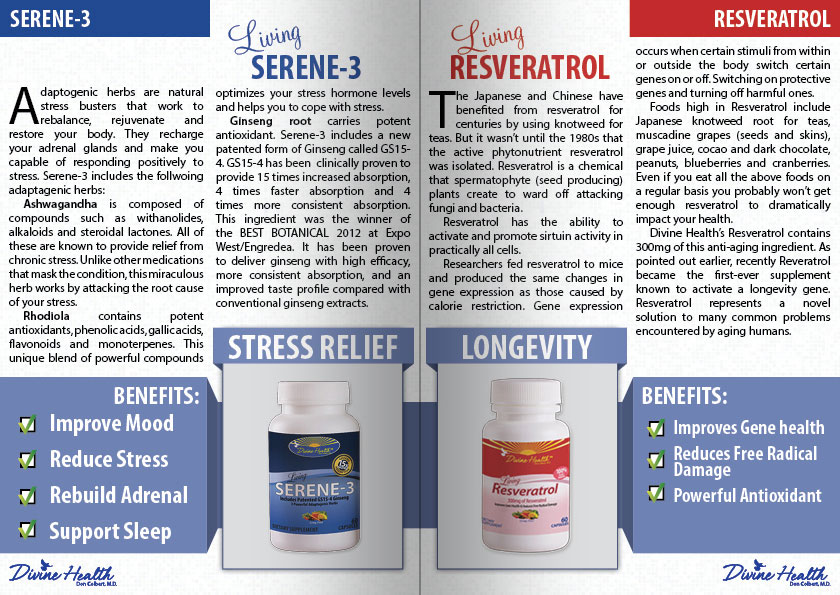 SERENE-3
Living
SERENE-3
Adaptogenic herbs are natural
stress busters that work to
rebalance, rejuvenate and
restore your body. They recharge
your adrenal glands and make you
capable of responding positively to
stress. Serene-3 includes the follwoing
adaptagenic herbs:
Ashwagandha is composed of
compounds such as withanolides,
alkaloids and steroidal lactones. All of
these are known to provide relief from
chronic stress. Unlike other medications
that mask the condition, this miraculous
herb works by attacking the root cause
of your stress.
Rhodiola contains potent
antioxidants, phenolic acids, gallic acids,
flavonoids and monoterpenes. This
unique blend of powerful compounds
optimizes your stress hormone levels
and helps you to cope with stress.
Ginseng root carries potent
antioxidant. Serene-3 includes a new
patented form of Ginseng called GS15-
4. GS15-4 has been clinically proven to
provide 15 times increased absorption,
4 times faster absorption and 4
times more consistent absorption.
This ingredient was the winner of
the BEST BOTANICAL 2012 at Expo
West/Engredea. It has been proven
to deliver ginseng with high efficacy,
more consistent absorption, and an
improved taste profile compared with
conventional ginseng extracts.
STRESS RELIEF
BENEFITS:
Improve Mood
Reduce Stress
Rebuild Adrenal
Support Sleep
Divine Health
Living
SERENE-3
Includes Patented GS15-4 Ginseng
DIETARY SUPPLEMENT
60
CAPSULES
Divine Health
Don Colbert, M.D.
RESVERATROL
Living
RESVERATROL
The Japanese and Chinese have
benefited from resveratrol for
centuries by using knotweed for
teas. But it wasn't until the 1980s that
the active phytonutrient resveratrol
was isolated. Resveratrol is a chemical
that spermatophyte (seed producing)
plants create to ward off attacking
fungi and bacteria.
Resveratrol has the ability to
activate and promote sirtuin activity in
practically all cells.
Researchers fed resveratrol to mice
and produced the same changes in
gene expression as those caused by
calorie restriction. Gene expression
occurs when certain stimuli from within
or outside the body switch certain
genes on or off. Switching on protective
genes and turning off harmful ones.
Foods high in Resveratrol include
Japanese knotweed root for teas,
muscadine grapes (seeds and skins),
grape juice, cocao and dark chocolate,
peanuts, blueberries and cranberries.
Even if you eat all the above foods on
a regular basis you probably won't get
enough resveratrol to dramatically
impact your health.
Divine Health's Resveratrol contains
300mg of this anti-aging ingredient. As
pointed out earlier, recently Reveratrol
became the first-ever supplement
known to activate a longevity gene.
Resveratrol represents a novel
solution to many common problems
encountered by aging humans.
LONGEVITY
Divine Health
Living
Resveratrol
300mg of Resveratrol
60
CAPSULES
BENEFITS:
Improves Gene health
Reduces Free Radical
Damage
Powerful Antioxidant
Divine Health
Don Colbert, M.D.